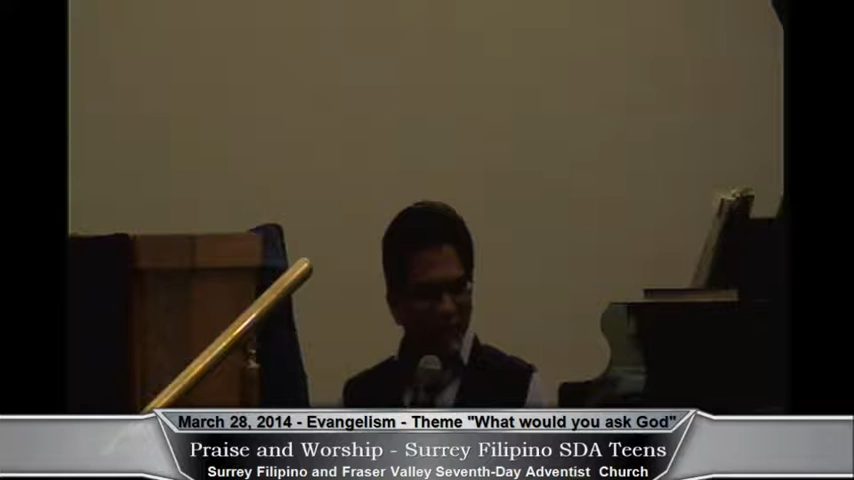 March 28, 2014 - Evangelism - Theme "What would you ask God"
Praise and Worship - Surrey Filipino SDA Teens
Surrey Filipino and Fraser Valley Seventh-Day Adventist Church